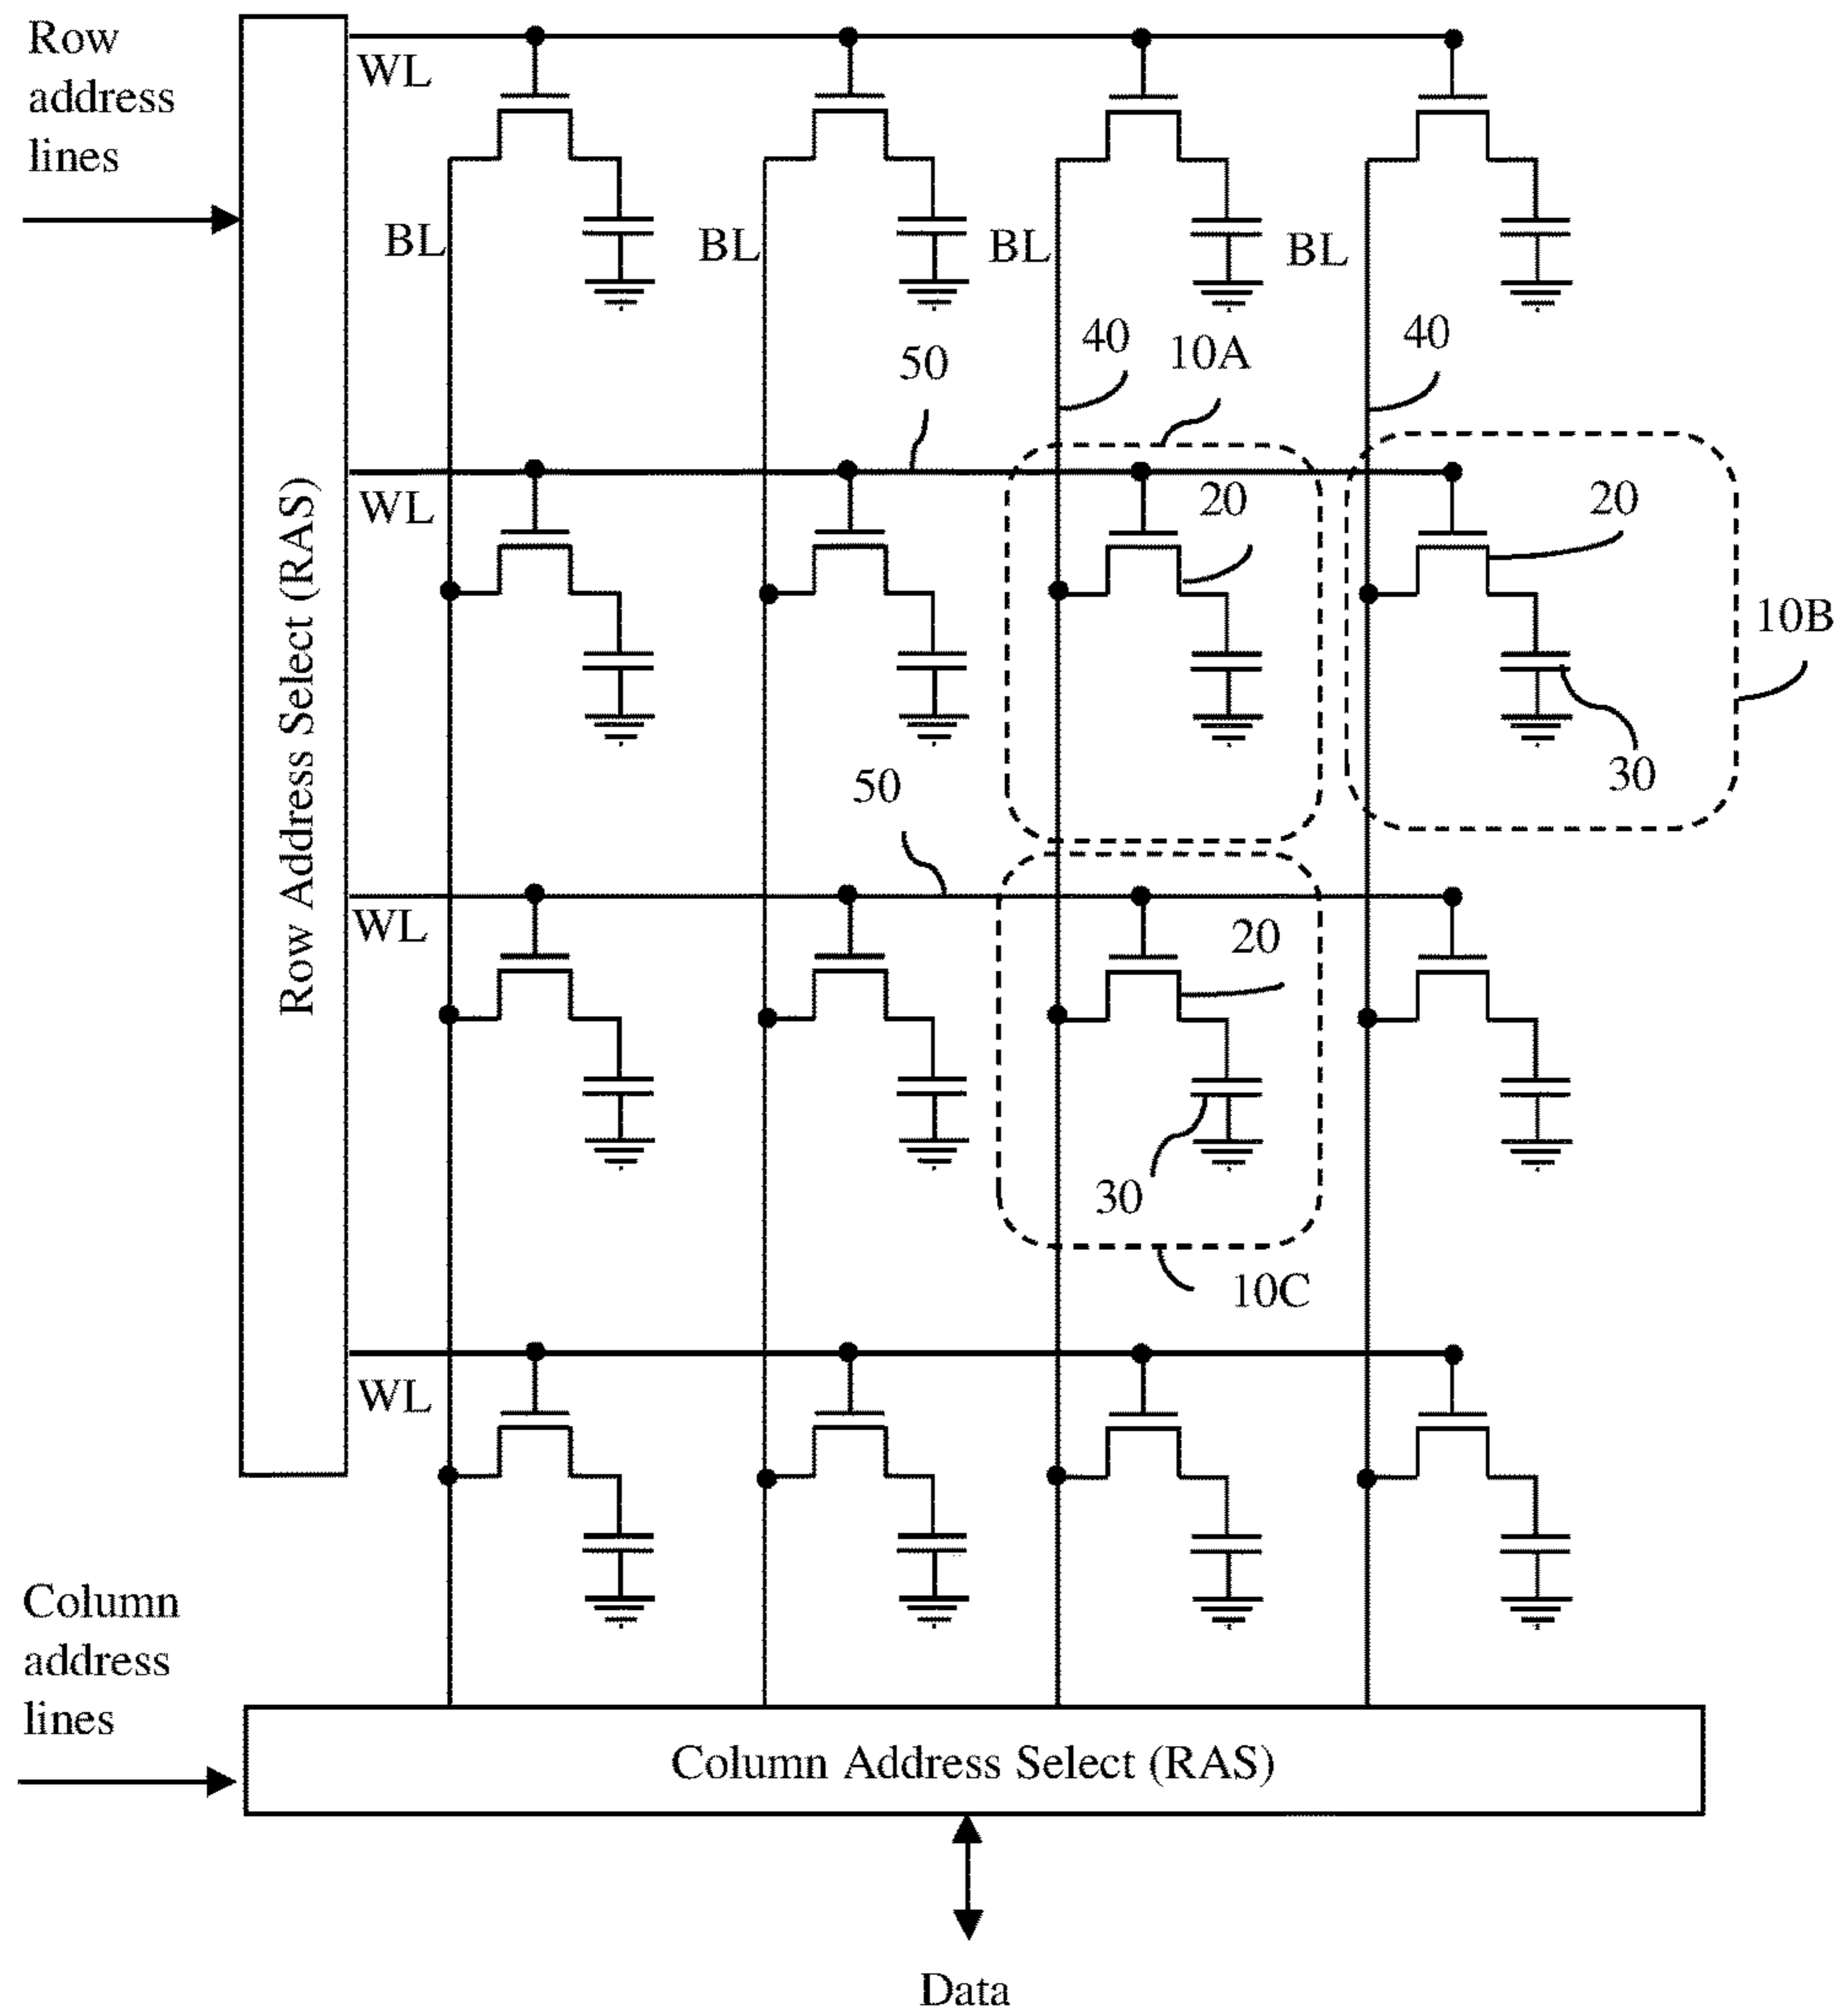 Row
address
lines
WL
BL
BL
BL
BL
40
40
50
10A
WL
20
20
10B
30
50
Row Address Select (RAS)
WL
20
30
10C
WL
Column
address
lines
Column Address Select (RAS)
Data